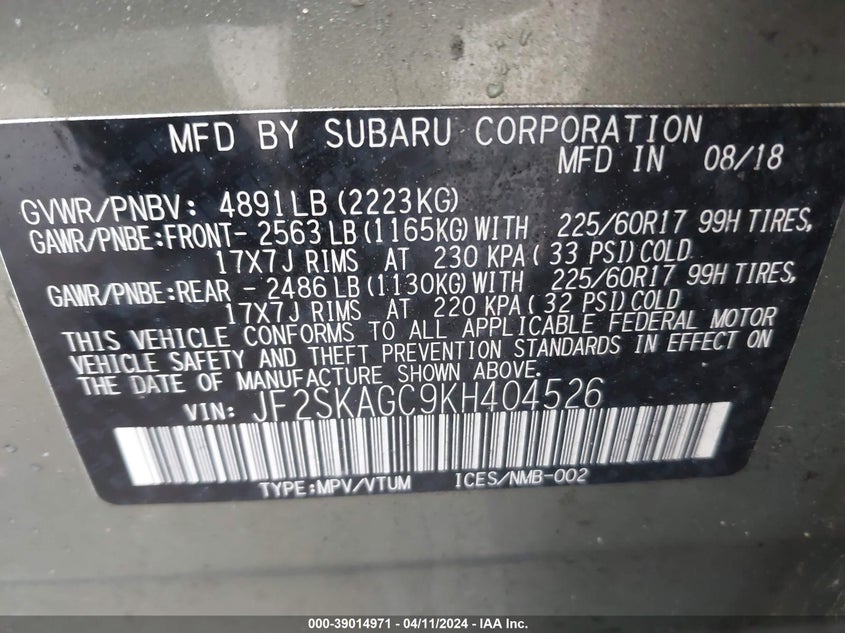 MFD BY SUBARU CORPORATION
MFD IN 08/18
GVWR/PNBV: 4891LB (2223KG)
GAWR/PNBE:FRONT- 2563 LB (1165KG) WITH 225/60R17 99H TIRES,
17X7J RIMS AT 230 KPA( 33 PSI)COLD
GAWR/PNBE:REAR - 2486 LB (1130KG) WITH 225/60R17 99H TIRES,
17X7J RIMS AT 220 KPA( 32 PSI)COLD
THIS VEHICLE CONFORMS TO ALL APPLICABLE FEDERAL MOTOR
VEHICLE SAFETY AND THEFT PREVENTION STANDARDS IN EFFECT ON
THE DATE OF MANUFACTURE SHOWN ABOVE.
VIN: JF2SKAGC9KH404526
TYPE:MPV/VTUM ICES/NMB-002
000-39014971 - 04/11/2024 - IAA Inc.